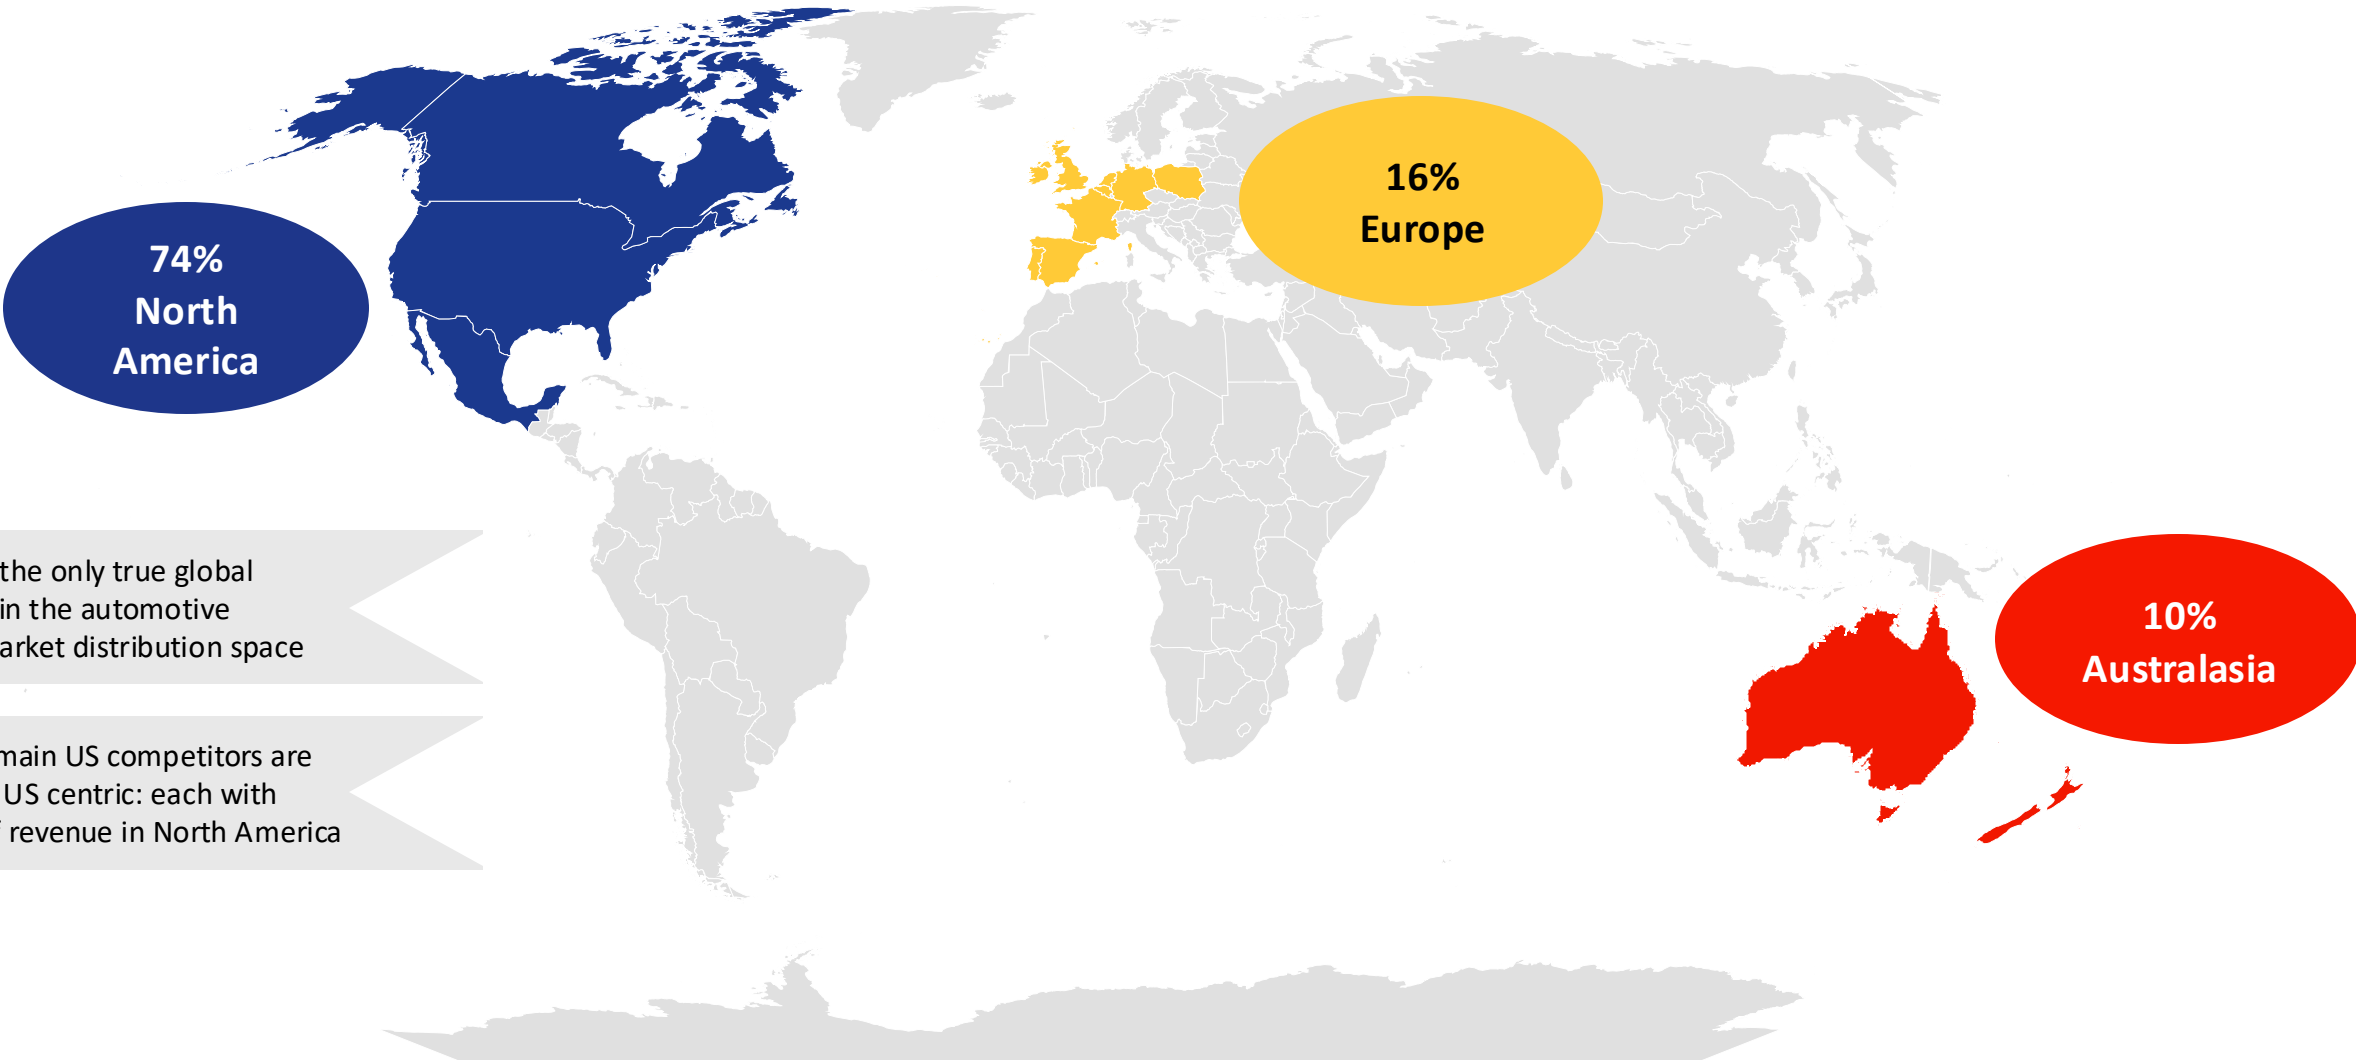 74%
North
America
16%
Europe
the only true global
in the automotive
arket distribution space
main US competitors are
US centric: each with
revenue in North America
10%
Australasia